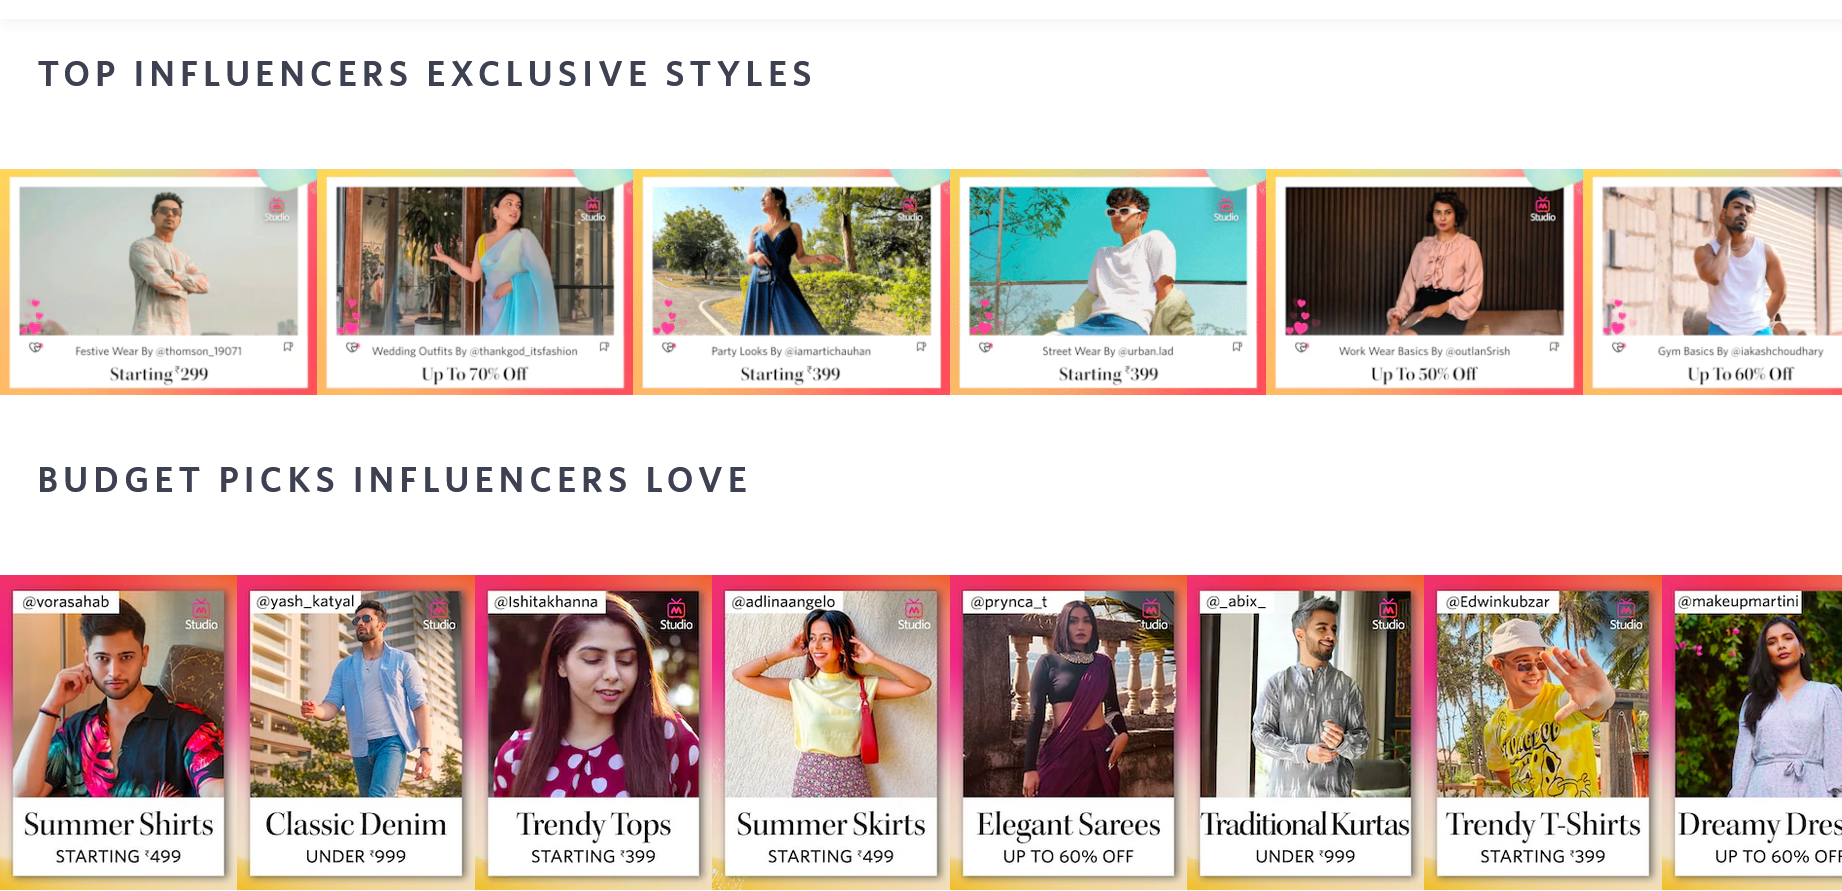 TOP INFLUENCERS EXCLUSIVE STYLES
Studio
Festive Wear By @thomson_19071
Starting ₹299
Studio
Wedding Outfits By @thankgod_itsfashion
Up To 70% Off
Studio
Party Looks By @iamartichauhan
Starting ₹399
Studio
Street Wear By @urban.lad
Starting ₹399
Studio
Work Wear Basics By @outlanSrish
Up To 50% Off
Gym Basics By @iakashchoudhary
Up To 60% Off
BUDGET PICKS INFLUENCERS LOVE
@vorasahab
Studio
Summer Shirts
STARTING ₹499
@yash_katyal
Studio
Classic Denim
UNDER ₹999
@Ishitakhanna
Studio
Trendy Tops
STARTING ₹399
@adlinaangelo
Studio
Summer Skirts
STARTING ₹499
@prynca_t
Studio
Elegant Sarees
UP TO 60% OFF
@_abix_
Studio
Traditional Kurtas
UNDER ₹999
@Edwinkubzar
Studio
Trendy T-Shirts
STARTING ₹399
@makeupmartini
Dreamy Dres
UP TO 60% OFF